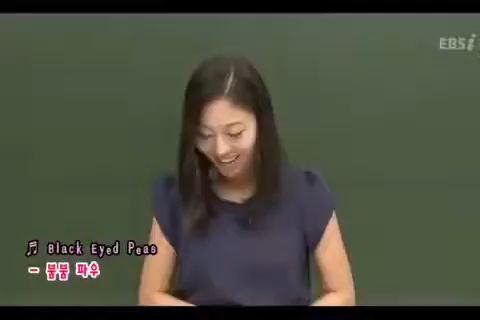 EBSi
♬ Black Eyed Peas
- 붐붐 파우